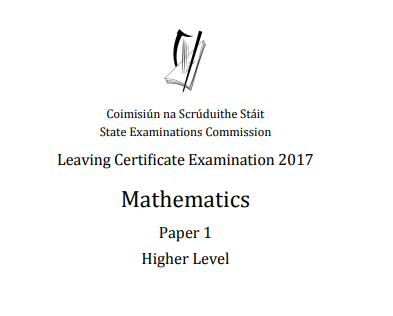 Coimisiún na Scrúduithe Stáit
State Examinations Commission
Leaving Certificate Examination 2017
Mathematics
Paper 1
Higher Level